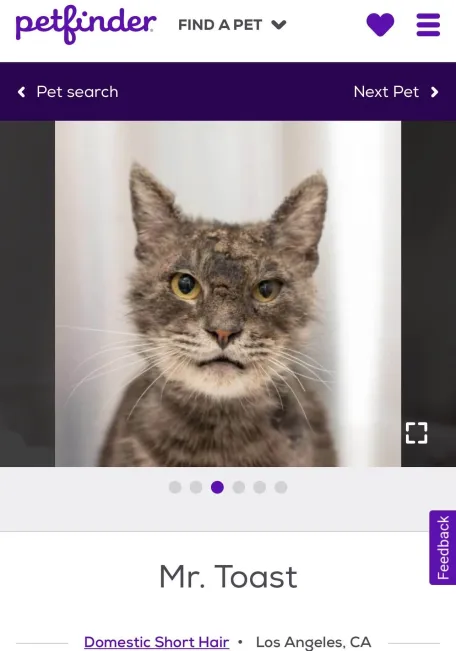 petfinder
FIND A PET
Pet search
Next Pet
Feedback
Mr. Toast
Domestic Short Hair • Los Angeles, CA